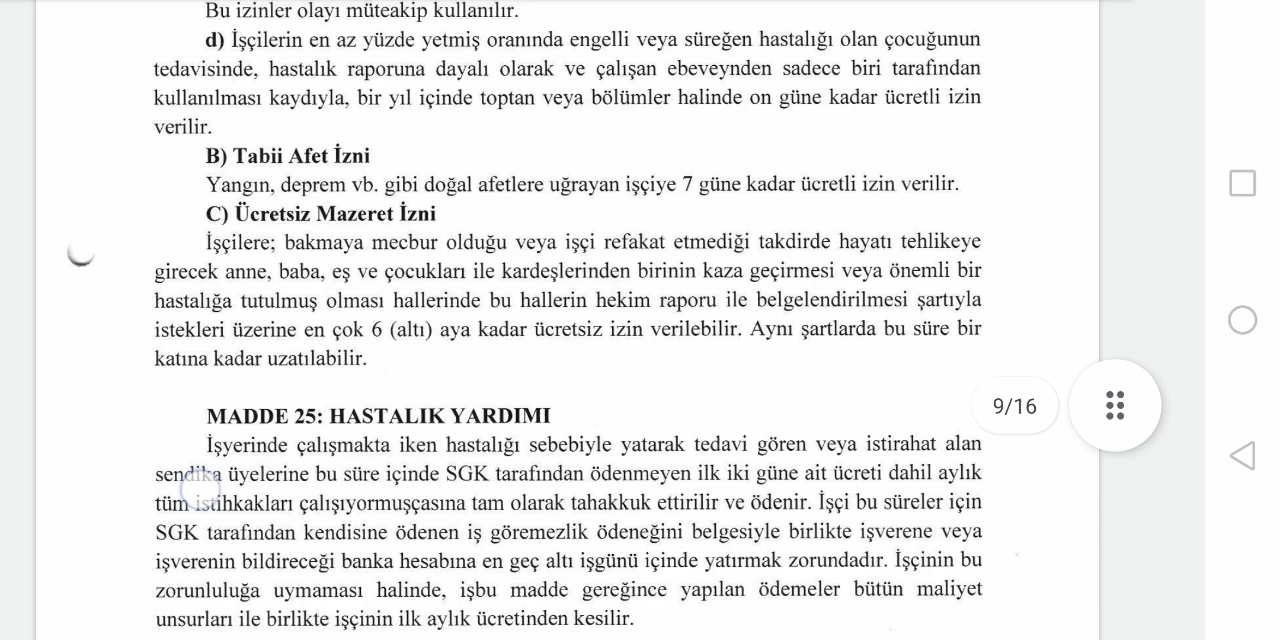 Bu izinler olayı müteakip kullanılır.
d) İşçilerin en az yüzde yetmiş oranında engelli veya süreğen hastalığı olan çocuğunun
tedavisinde, hastalık raporuna dayalı olarak ve çalışan ebeveynden sadece biri tarafından
kullanılması kaydıyla, bir yıl içinde toptan veya bölümler halinde on güne kadar ücretli izin
verilir.
B) Tabii Afet İzni
Yangın, deprem vb. gibi doğal afetlere uğrayan işçiye 7 güne kadar ücretli izin verilir.
C) Ücretsiz Mazeret İzni
İşçilere; bakmaya mecbur olduğu veya işçi refakat etmediği takdirde hayatı tehlikeye
girecek anne, baba, eş ve çocukları ile kardeşlerinden birinin kaza geçirmesi veya önemli bir
hastalığa tutulmuş olması hallerinde bu hallerin hekim raporu ile belgelendirilmesi şartıyla
istekleri üzerine en çok 6 (altı) aya kadar ücretsiz izin verilebilir. Aynı şartlarda bu süre bir
katına kadar uzatılabilir.
9/16
MADDE 25: HASTALIK YARDIMI
İşyerinde çalışmakta iken hastalığı sebebiyle yatarak tedavi gören veya istirahat alan
sendika üyelerine bu süre içinde SGK tarafından ödenmeyen ilk iki güne ait ücreti dahil aylık
tüm istihkakları çalışıyormuşçasına tam olarak tahakkuk ettirilir ve ödenir. İşçi bu süreler için
SGK tarafından kendisine ödenen iş göremezlik ödeneğini belgesiyle birlikte işverene veya
işverenin bildireceği banka hesabına en geç altı işgünü içinde yatırmak zorundadır. İşçinin bu
zorunluluğa uymaması halinde, işbu madde gereğince yapılan ödemeler bütün maliyet
unsurları ile birlikte işçinin ilk aylık ücretinden kesilir.